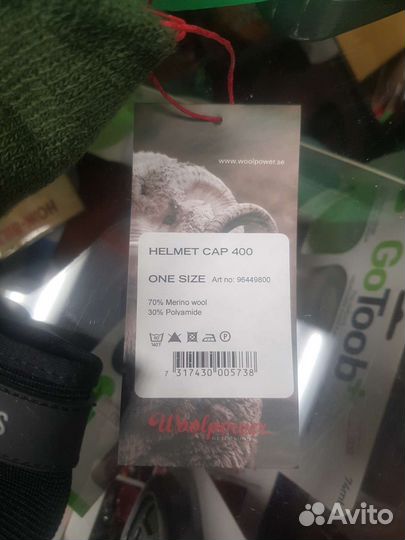 www.woolpower.se
HELMET CAP 400
ONE SIZE Art no: 96449800
70% Merino wool
30% Polyamide
7 317430 005738
Woolpower
GoToob
Avito